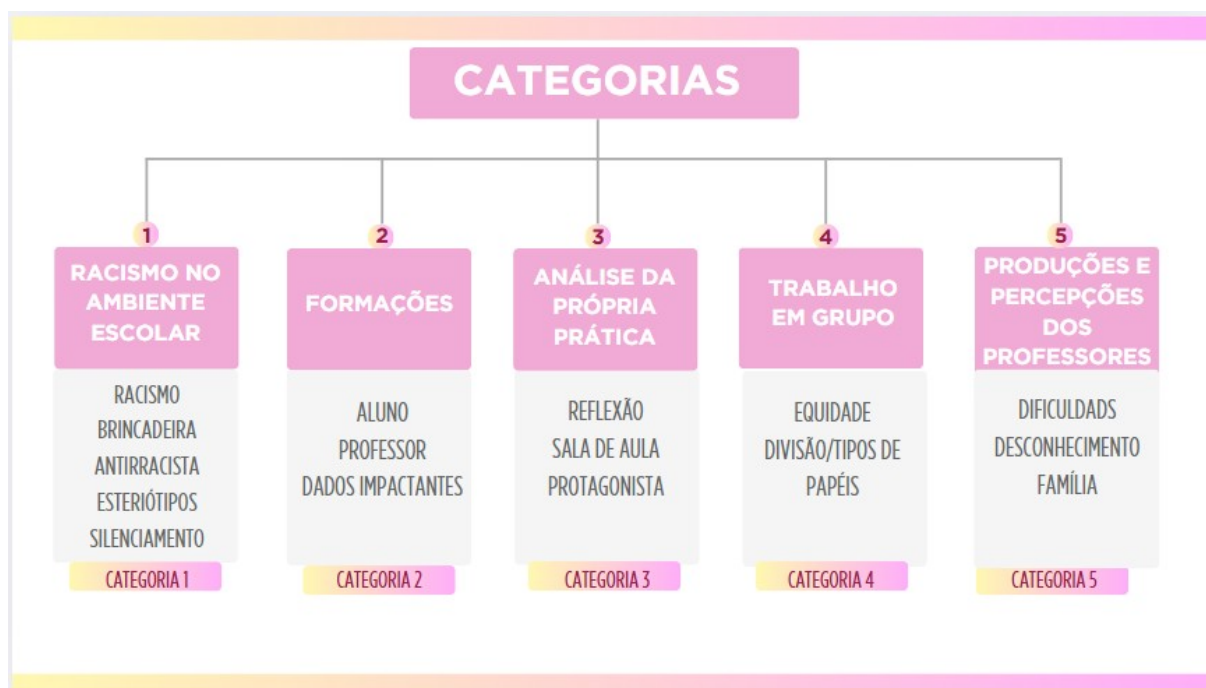 CATEGORIAS
1
RACISMO NO
AMBIENTE
ESCOLAR
RACISMO
BRINCADEIRA
ANTIRRACISTA
ESTERIÓTIPOS
SILENCIAMENTO
CATEGORIA 1
2
FORMAÇÕES
ALUNO
PROFESSOR
DADOS IMPACTANTES
CATEGORIA 2
3
ANÁLISE DA
PRÓPRIA
PRÁTICA
REFLEXÃO
SALA DE AULA
PROTAGONISTA
CATEGORIA 3
4
TRABALHO
EM GRUPO
EQUIDADE
DIVISÃO/TIPOS DE
PAPÉIS
CATEGORIA 4
5
PRODUÇÕES E
PERCEPÇÕES
DOS
PROFESSORES
DIFICULDADS
DESCONHECIMENTO
FAMÍLIA
CATEGORIA 5